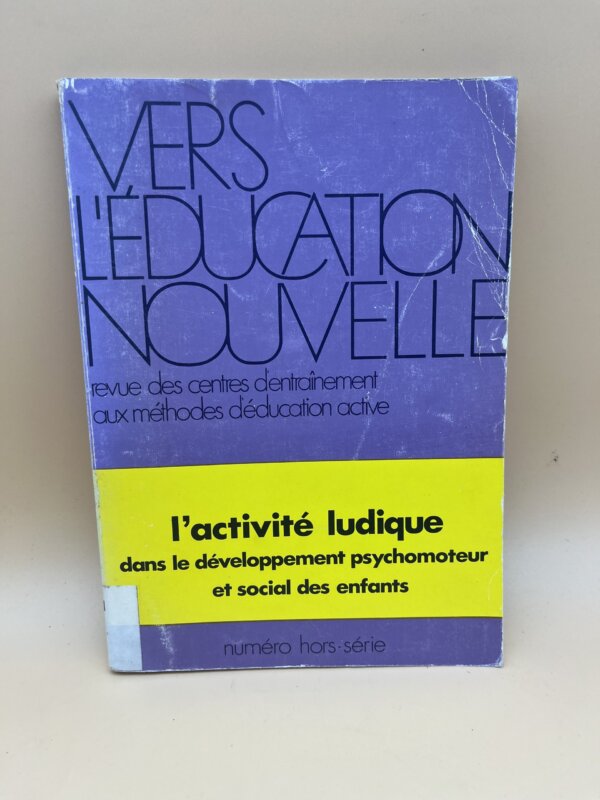 VERS
L'ÉDUCATION
NOUVELLE
revue des centres d'entraînement
aux méthodes d'éducation active
l'activité ludique
dans le développement psychomoteur
et social des enfants
numéro hors-série